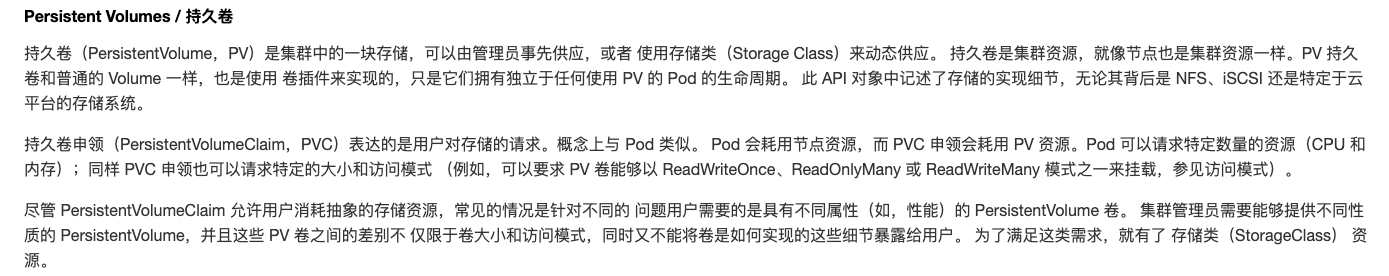 Persistent Volumes / 持久卷
持久卷（PersistentVolume，PV）是集群中的一块存储，可以由管理员事先供应，或者 使用存储类（Storage Class）来动态供应。 持久卷是集群资源，就像节点也是集群资源一样。PV 持久
卷和普通的 Volume 一样，也是使用 卷插件来实现的，只是它们拥有独立于任何使用 PV 的 Pod 的生命周期。 此 API 对象中记述了存储的实现细节，无论其背后是 NFS、iSCSI 还是特定于云
平台的存储系统。
持久卷申领（PersistentVolumeClaim，PVC）表达的是用户对存储的请求。概念上与 Pod 类似。 Pod 会耗用节点资源，而 PVC 申领会耗用 PV 资源。Pod 可以请求特定数量的资源（CPU 和
内存）；同样 PVC 申领也可以请求特定的大小和访问模式 （例如，可以要求 PV 卷能够以 ReadWriteOnce、ReadOnlyMany 或 ReadWriteMany 模式之一来挂载，参见访问模式）。
尽管 PersistentVolumeClaim 允许用户消耗抽象的存储资源，常见的情况是针对不同的 问题用户需要的是具有不同属性（如，性能）的 PersistentVolume 卷。 集群管理员需要能够提供不同性
质的 PersistentVolume，并且这些 PV 卷之间的差别不 仅限于卷大小和访问模式，同时又不能将卷是如何实现的这些细节暴露给用户。 为了满足这类需求，就有了 存储类（StorageClass） 资
源。